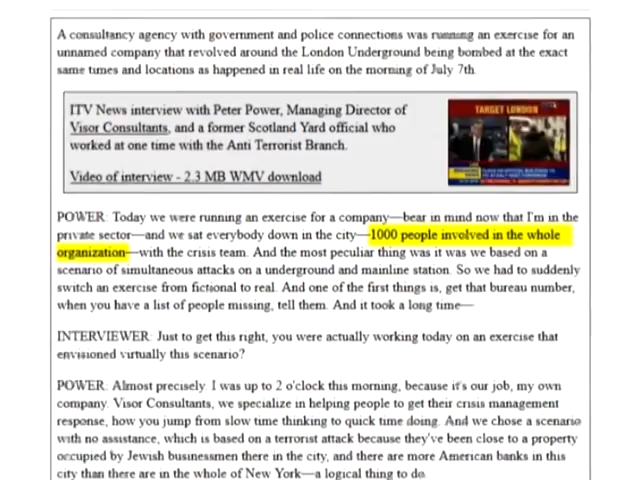 A consultancy agency with government and police connections was running an exercise for an
unnamed company that revolved around the London Underground being bombed at the exact
same times and locations as happened in real life on the morning of July 7th.
ITV News interview with Peter Power, Managing Director of
Visor Consultants, and a former Scotland Yard official who
worked at one time with the Anti Terrorist Branch.
TARGET LONDON
Video of interview - 2.3 MB WMV download
POWER: Today we were running an exercise for a company—bear in mind now that I'm in the
private sector—and we sat everybody down in the city—1000 people involved in the whole
organization—with the crisis team. And the most peculiar thing was it was we based on a
scenario of simultaneous attacks on a underground and mainline station. So we had to suddenly
switch an exercise from fictional to real. And one of the first things is, get that bureau number,
when you have a list of people missing, tell them. And it took a long time—
INTERVIEWER: Just to get this right, you were actually working today on an exercise that
envisioned virtually this scenario?
POWER: Almost precisely. I was up to 2 o'clock this morning, because it's our job, my own
company. Visor Consultants, we specialize in helping people to get their crisis management
response, how you jump from slow time thinking to quick time doing. And we chose a scenario
with no assistance, which is based on a terrorist attack because they've been close to a property
occupied by Jewish businessmen there in the city, and there are more American banks in this
city than there are in the whole of New York—a logical thing to do